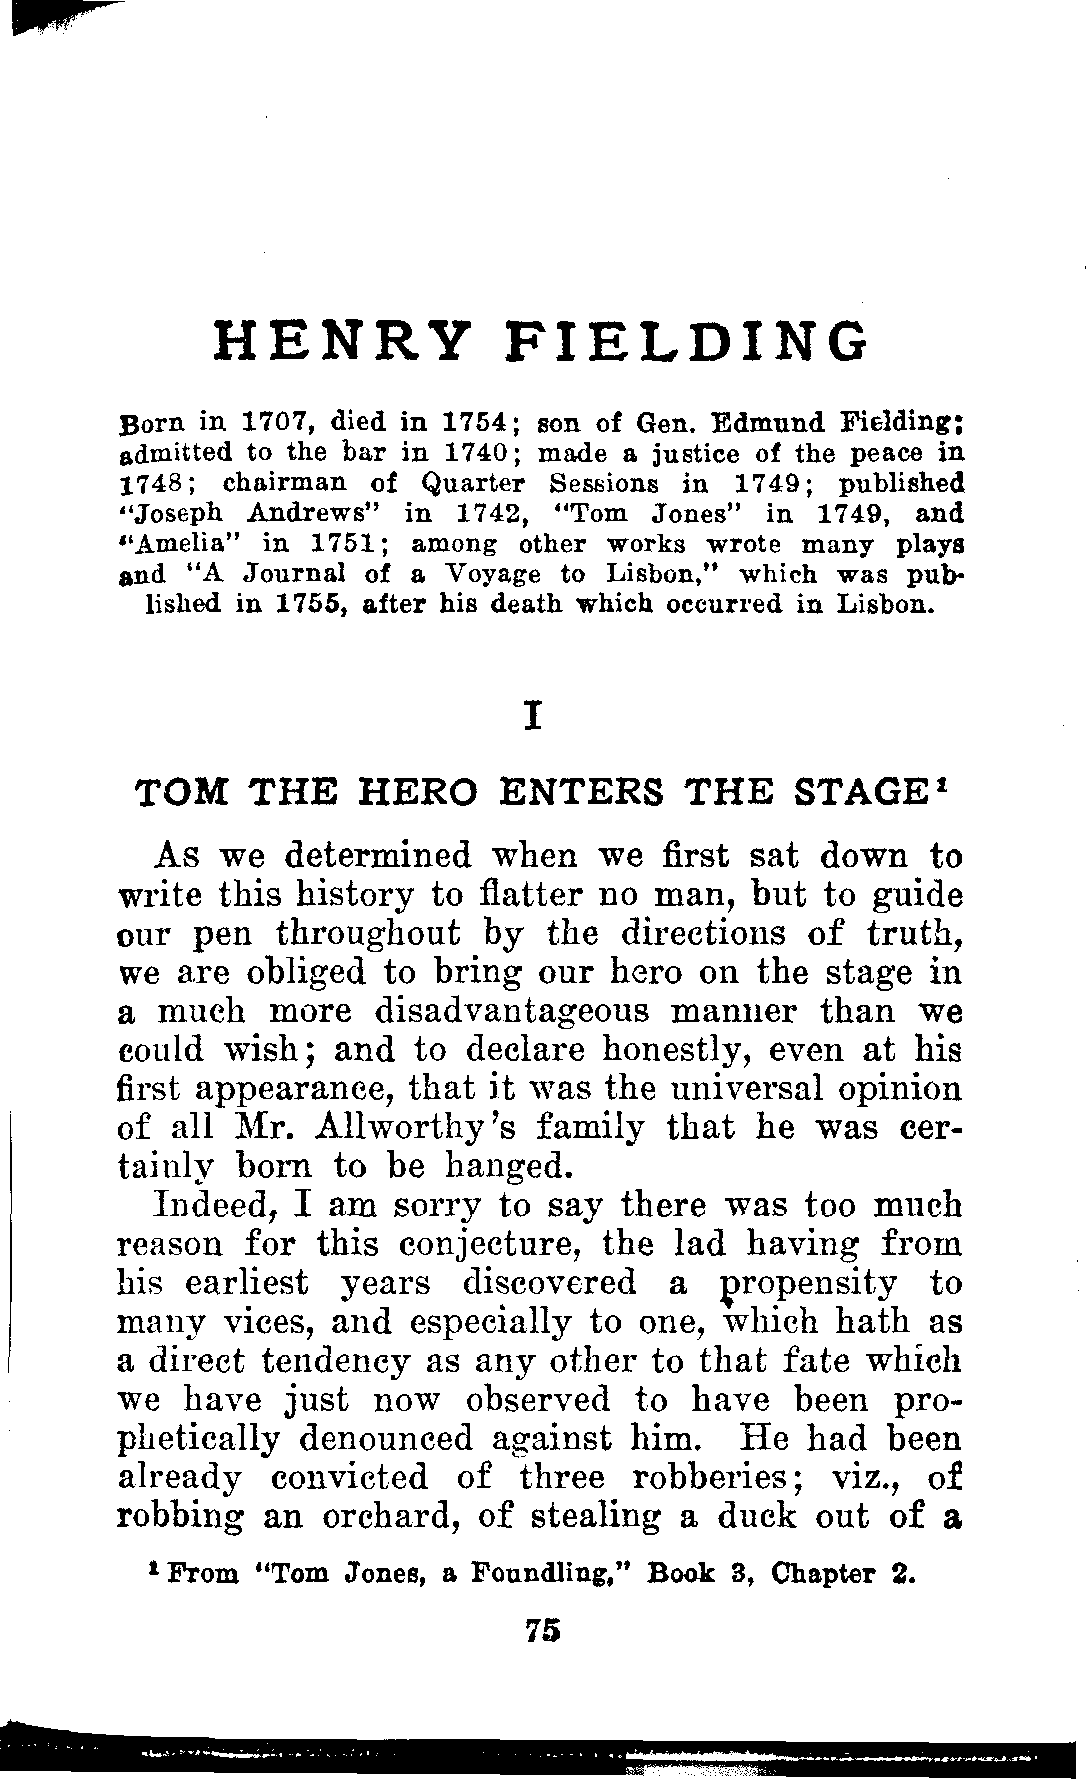 HENRY FIELDING
Born in 1707, died in 1754; son of Gen. Edmund Fielding;
admitted to the bar in 1740; made a justice of the peace in
1748; chairman of Quarter Sessions in 1749; published
"Joseph Andrews" in 1742, "Tom Jones" in 1749, and
"Amelia" in 1751; among other works wrote many plays
and "A Journal of a Voyage to Lisbon," which was pub-
lished in 1755, after his death which occurred in Lisbon.
I
TOM THE HERO ENTERS THE STAGE¹
As we determined when we first sat down to
write this history to flatter no man, but to guide
our pen throughout by the directions of truth,
we are obliged to bring our hero on the stage in
a much more disadvantageous manner than we
could wish; and to declare honestly, even at his
first appearance, that it was the universal opinion
of all Mr. Allworthy's family that he was cer-
tainly born to be hanged.
Indeed, I am sorry to say there was too much
reason for this conjecture, the lad having from
his earliest years discovered a propensity to
many vices, and especially to one, which hath as
a direct tendency as any other to that fate which
we have just now observed to have been pro-
phetically denounced against him. He had been
already convicted of three robberies; viz., of
robbing an orchard, of stealing a duck out of a
¹ From "Tom Jones, a Foundling," Book 3, Chapter 2.
75